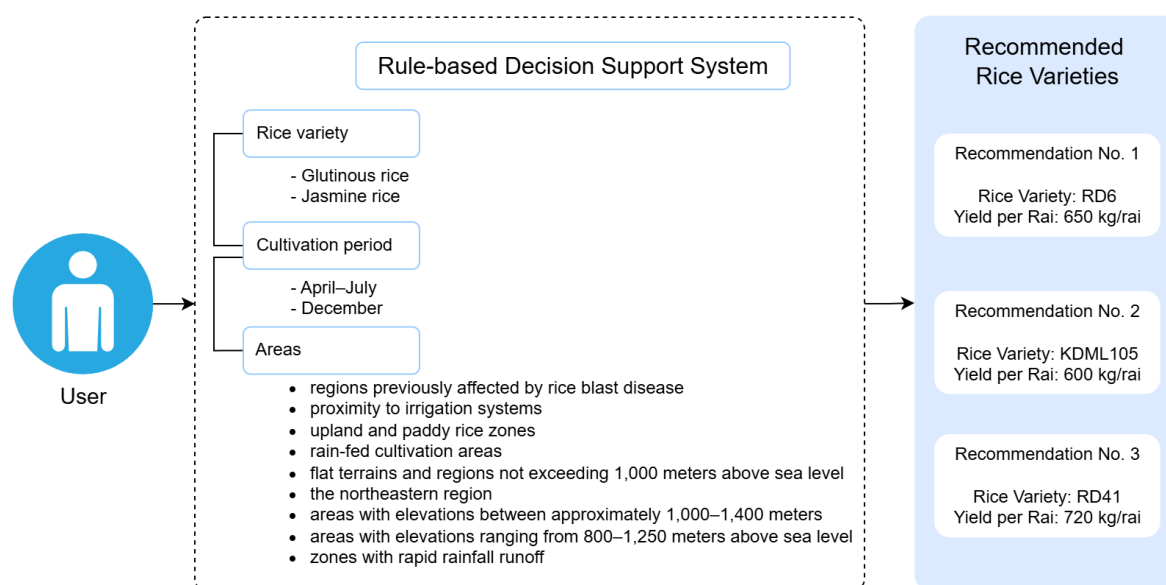 User
Rule-based Decision Support System
Rice variety
- Glutinous rice
- Jasmine rice
Cultivation period
- April–July
- December
Areas
• regions previously affected by rice blast disease
• proximity to irrigation systems
• upland and paddy rice zones
• rain-fed cultivation areas
• flat terrains and regions not exceeding 1,000 meters above sea level
• the northeastern region
• areas with elevations between approximately 1,000–1,400 meters
• areas with elevations ranging from 800–1,250 meters above sea level
• zones with rapid rainfall runoff
Recommended
Rice Varieties
Recommendation No. 1
Rice Variety: RD6
Yield per Rai: 650 kg/rai
Recommendation No. 2
Rice Variety: KDML105
Yield per Rai: 600 kg/rai
Recommendation No. 3
Rice Variety: RD41
Yield per Rai: 720 kg/rai